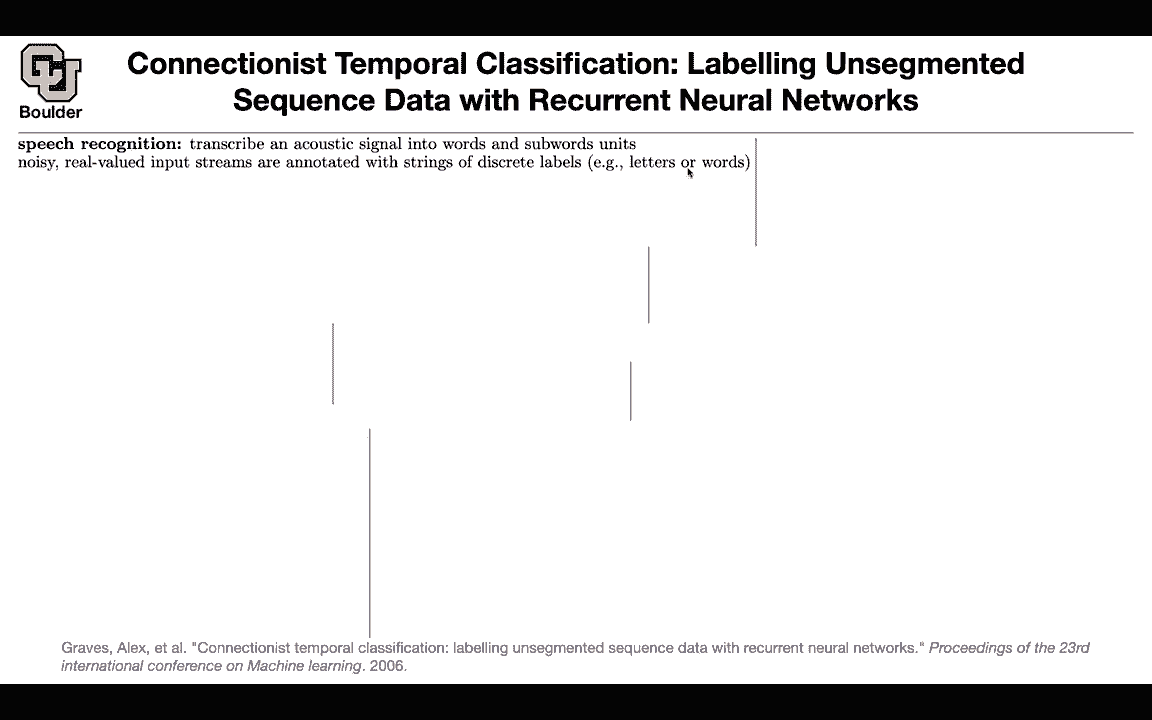 Connectionist Temporal Classification: Labelling Unsegmented
Sequence Data with Recurrent Neural Networks
CU
Boulder
speech recognition: transcribe an acoustic signal into words and subwords units
noisy, real-valued input streams are annotated with strings of discrete labels (e.g., letters or words)
Graves, Alex, et al. "Connectionist temporal classification: labelling unsegmented sequence data with recurrent neural networks." Proceedings of the 23rd
international conference on Machine learning. 2006.